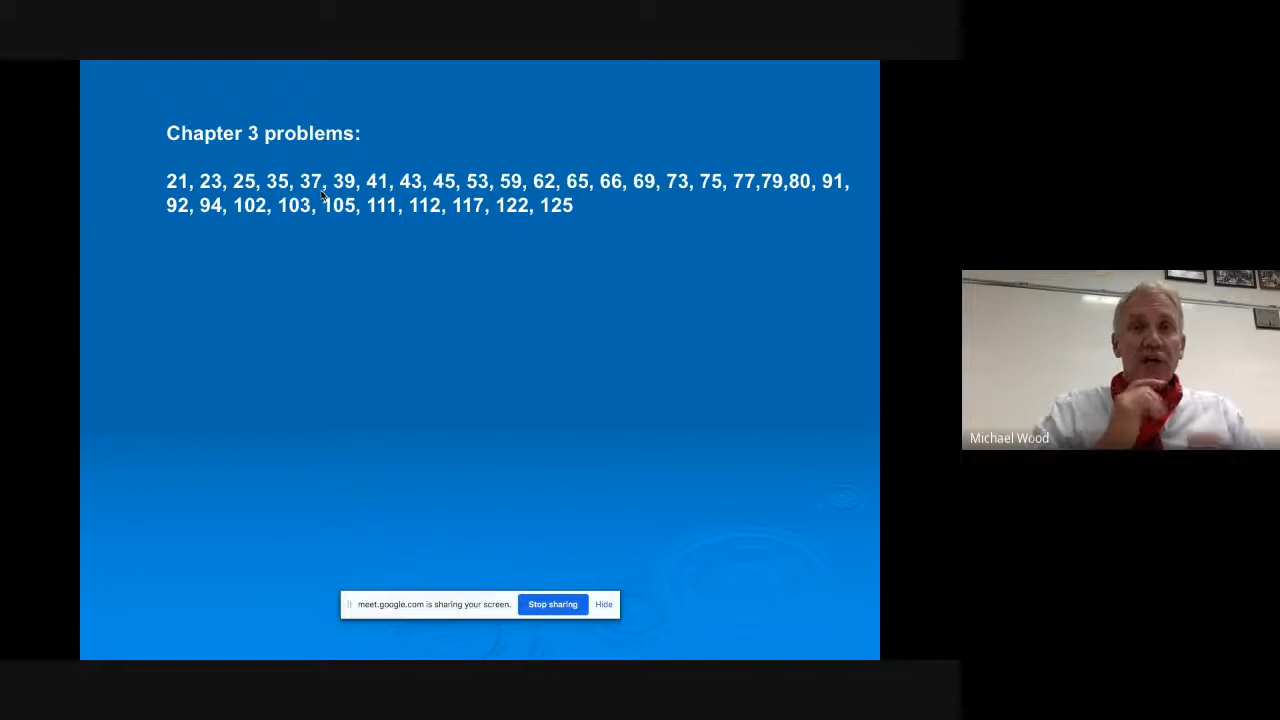 Chapter 3 problems:
21, 23, 25, 35, 37, 39, 41, 43, 45, 53, 59, 62, 65, 66, 69, 73, 75, 77,79,80, 91,
92, 94, 102, 103, 105, 111, 112, 117, 122, 125
Michael Wood
meet.google.com is sharing your screen. Stop sharing Hide